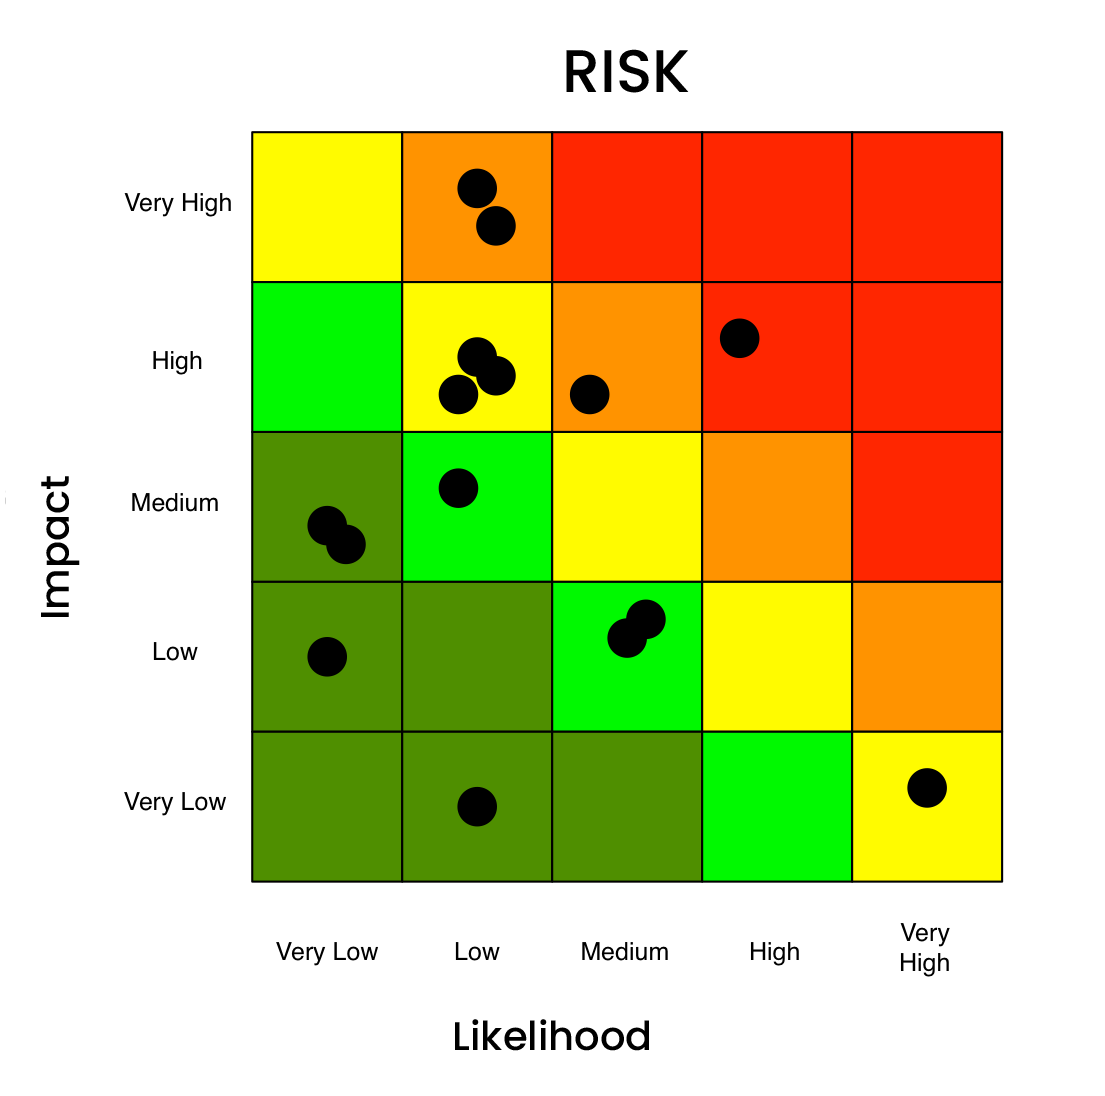 RISK
Very High
High
Medium
Low
Very Low
Impact
Very Low
Low
Medium
High
Very
High
Likelihood